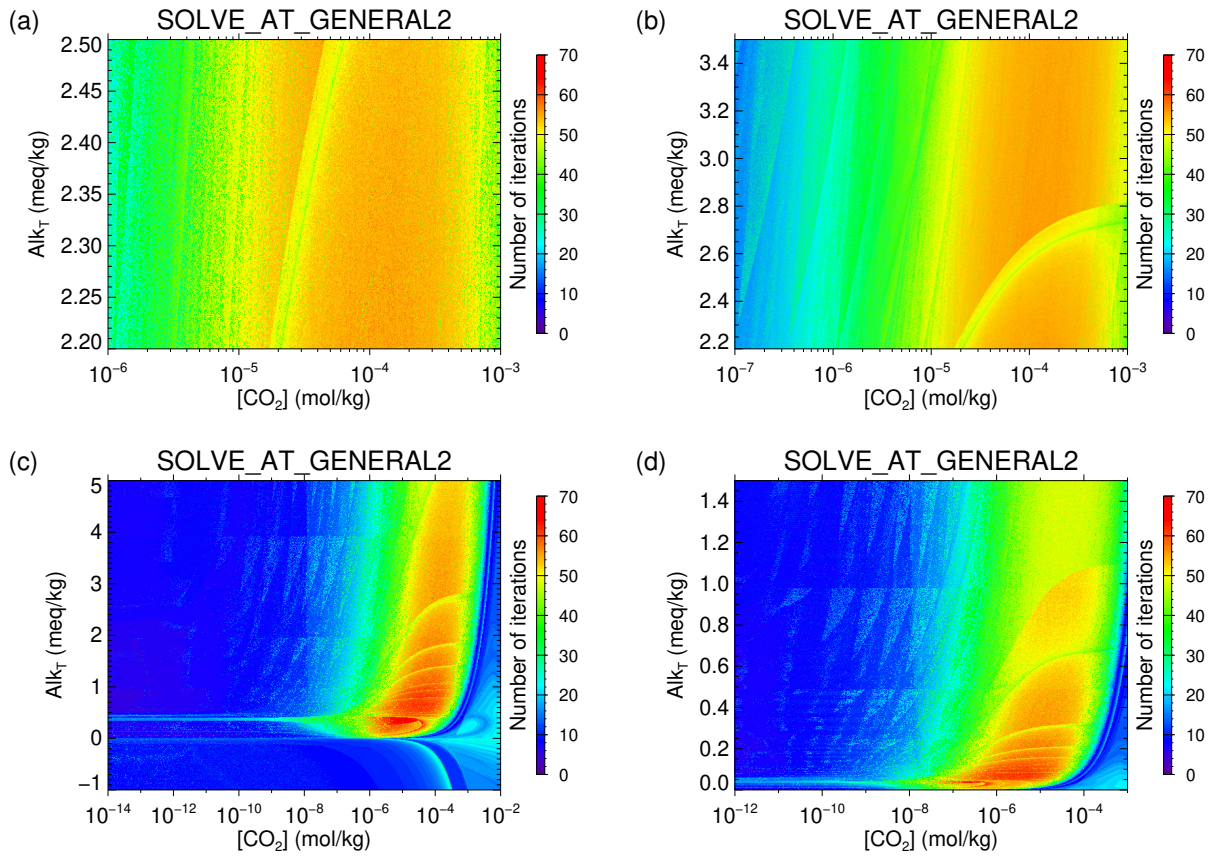 (a)
SOLVE_AT_GENERAL2
2.50
2.45
2.40
2.35
2.30
2.25
2.20
Alk_T (meq/kg)
10⁻⁶ 10⁻⁵ 10⁻⁴ 10⁻³
[CO₂] (mol/kg)
70
60
50
40
30
20
10
0
Number of iterations
(b)
SOLVE_AT_GENERAL2
3.4
3.2
3.0
2.8
2.6
2.4
2.2
Alk_T (meq/kg)
10⁻⁷ 10⁻⁶ 10⁻⁵ 10⁻⁴ 10⁻³
[CO₂] (mol/kg)
70
60
50
40
30
20
10
0
Number of iterations
(c)
SOLVE_AT_GENERAL2
5
4
3
2
1
0
−1
Alk_T (meq/kg)
10⁻¹⁴ 10⁻¹² 10⁻¹⁰ 10⁻⁸ 10⁻⁶ 10⁻⁴ 10⁻²
[CO₂] (mol/kg)
70
60
50
40
30
20
10
0
Number of iterations
(d)
SOLVE_AT_GENERAL2
1.4
1.2
1.0
0.8
0.6
0.4
0.2
0.0
Alk_T (meq/kg)
10⁻¹² 10⁻¹⁰ 10⁻⁸ 10⁻⁶ 10⁻⁴
[CO₂] (mol/kg)
70
60
50
40
30
20
10
0
Number of iterations